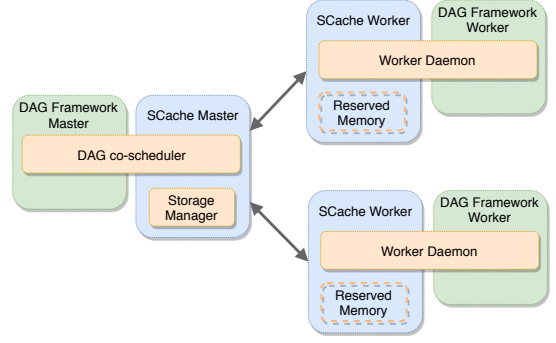 DAG Framework
Master
SCache Master
DAG co-scheduler
Storage
Manager
SCache Worker
DAG Framework
Worker
Worker Daemon
Reserved
Memory
SCache Worker
DAG Framework
Worker
Worker Daemon
Reserved
Memory